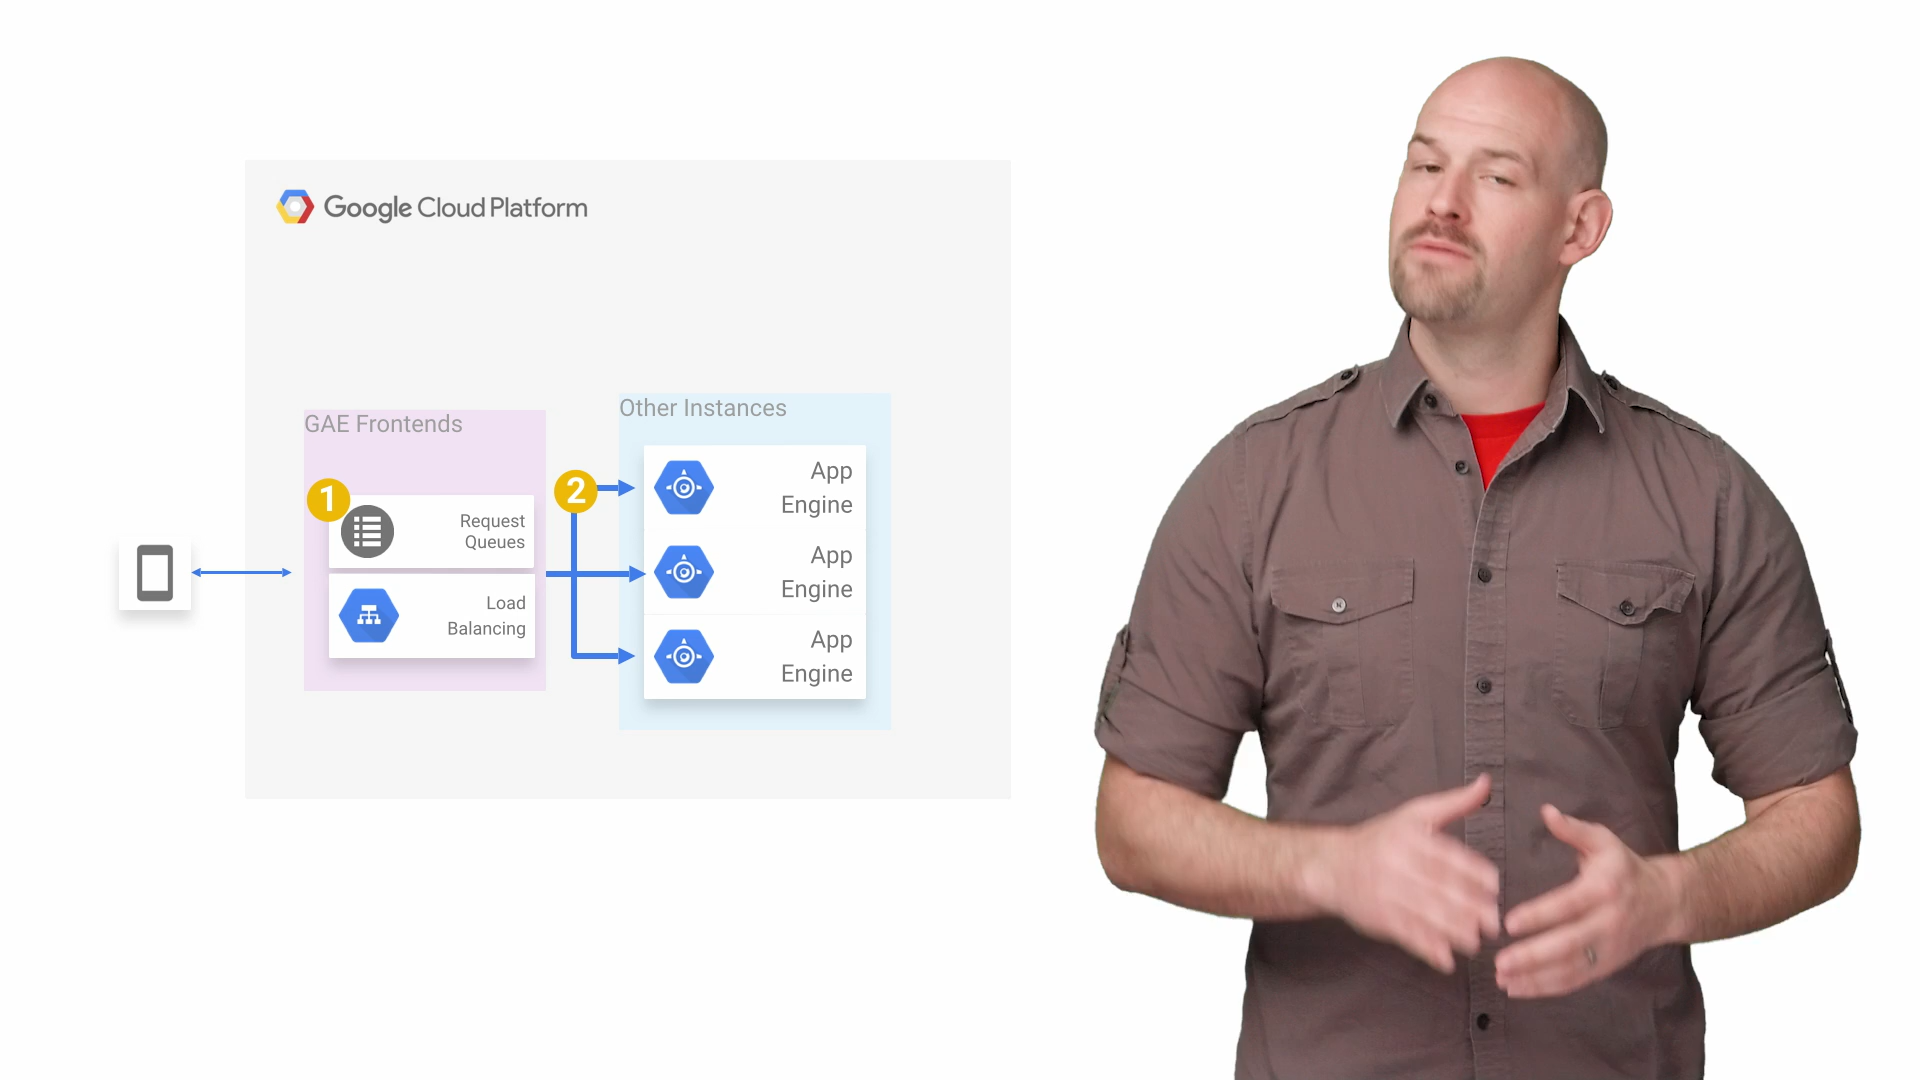 Google Cloud Platform
GAE Frontends
1
Request
Queues
Load
Balancing
2
Other Instances
App
Engine
App
Engine
App
Engine